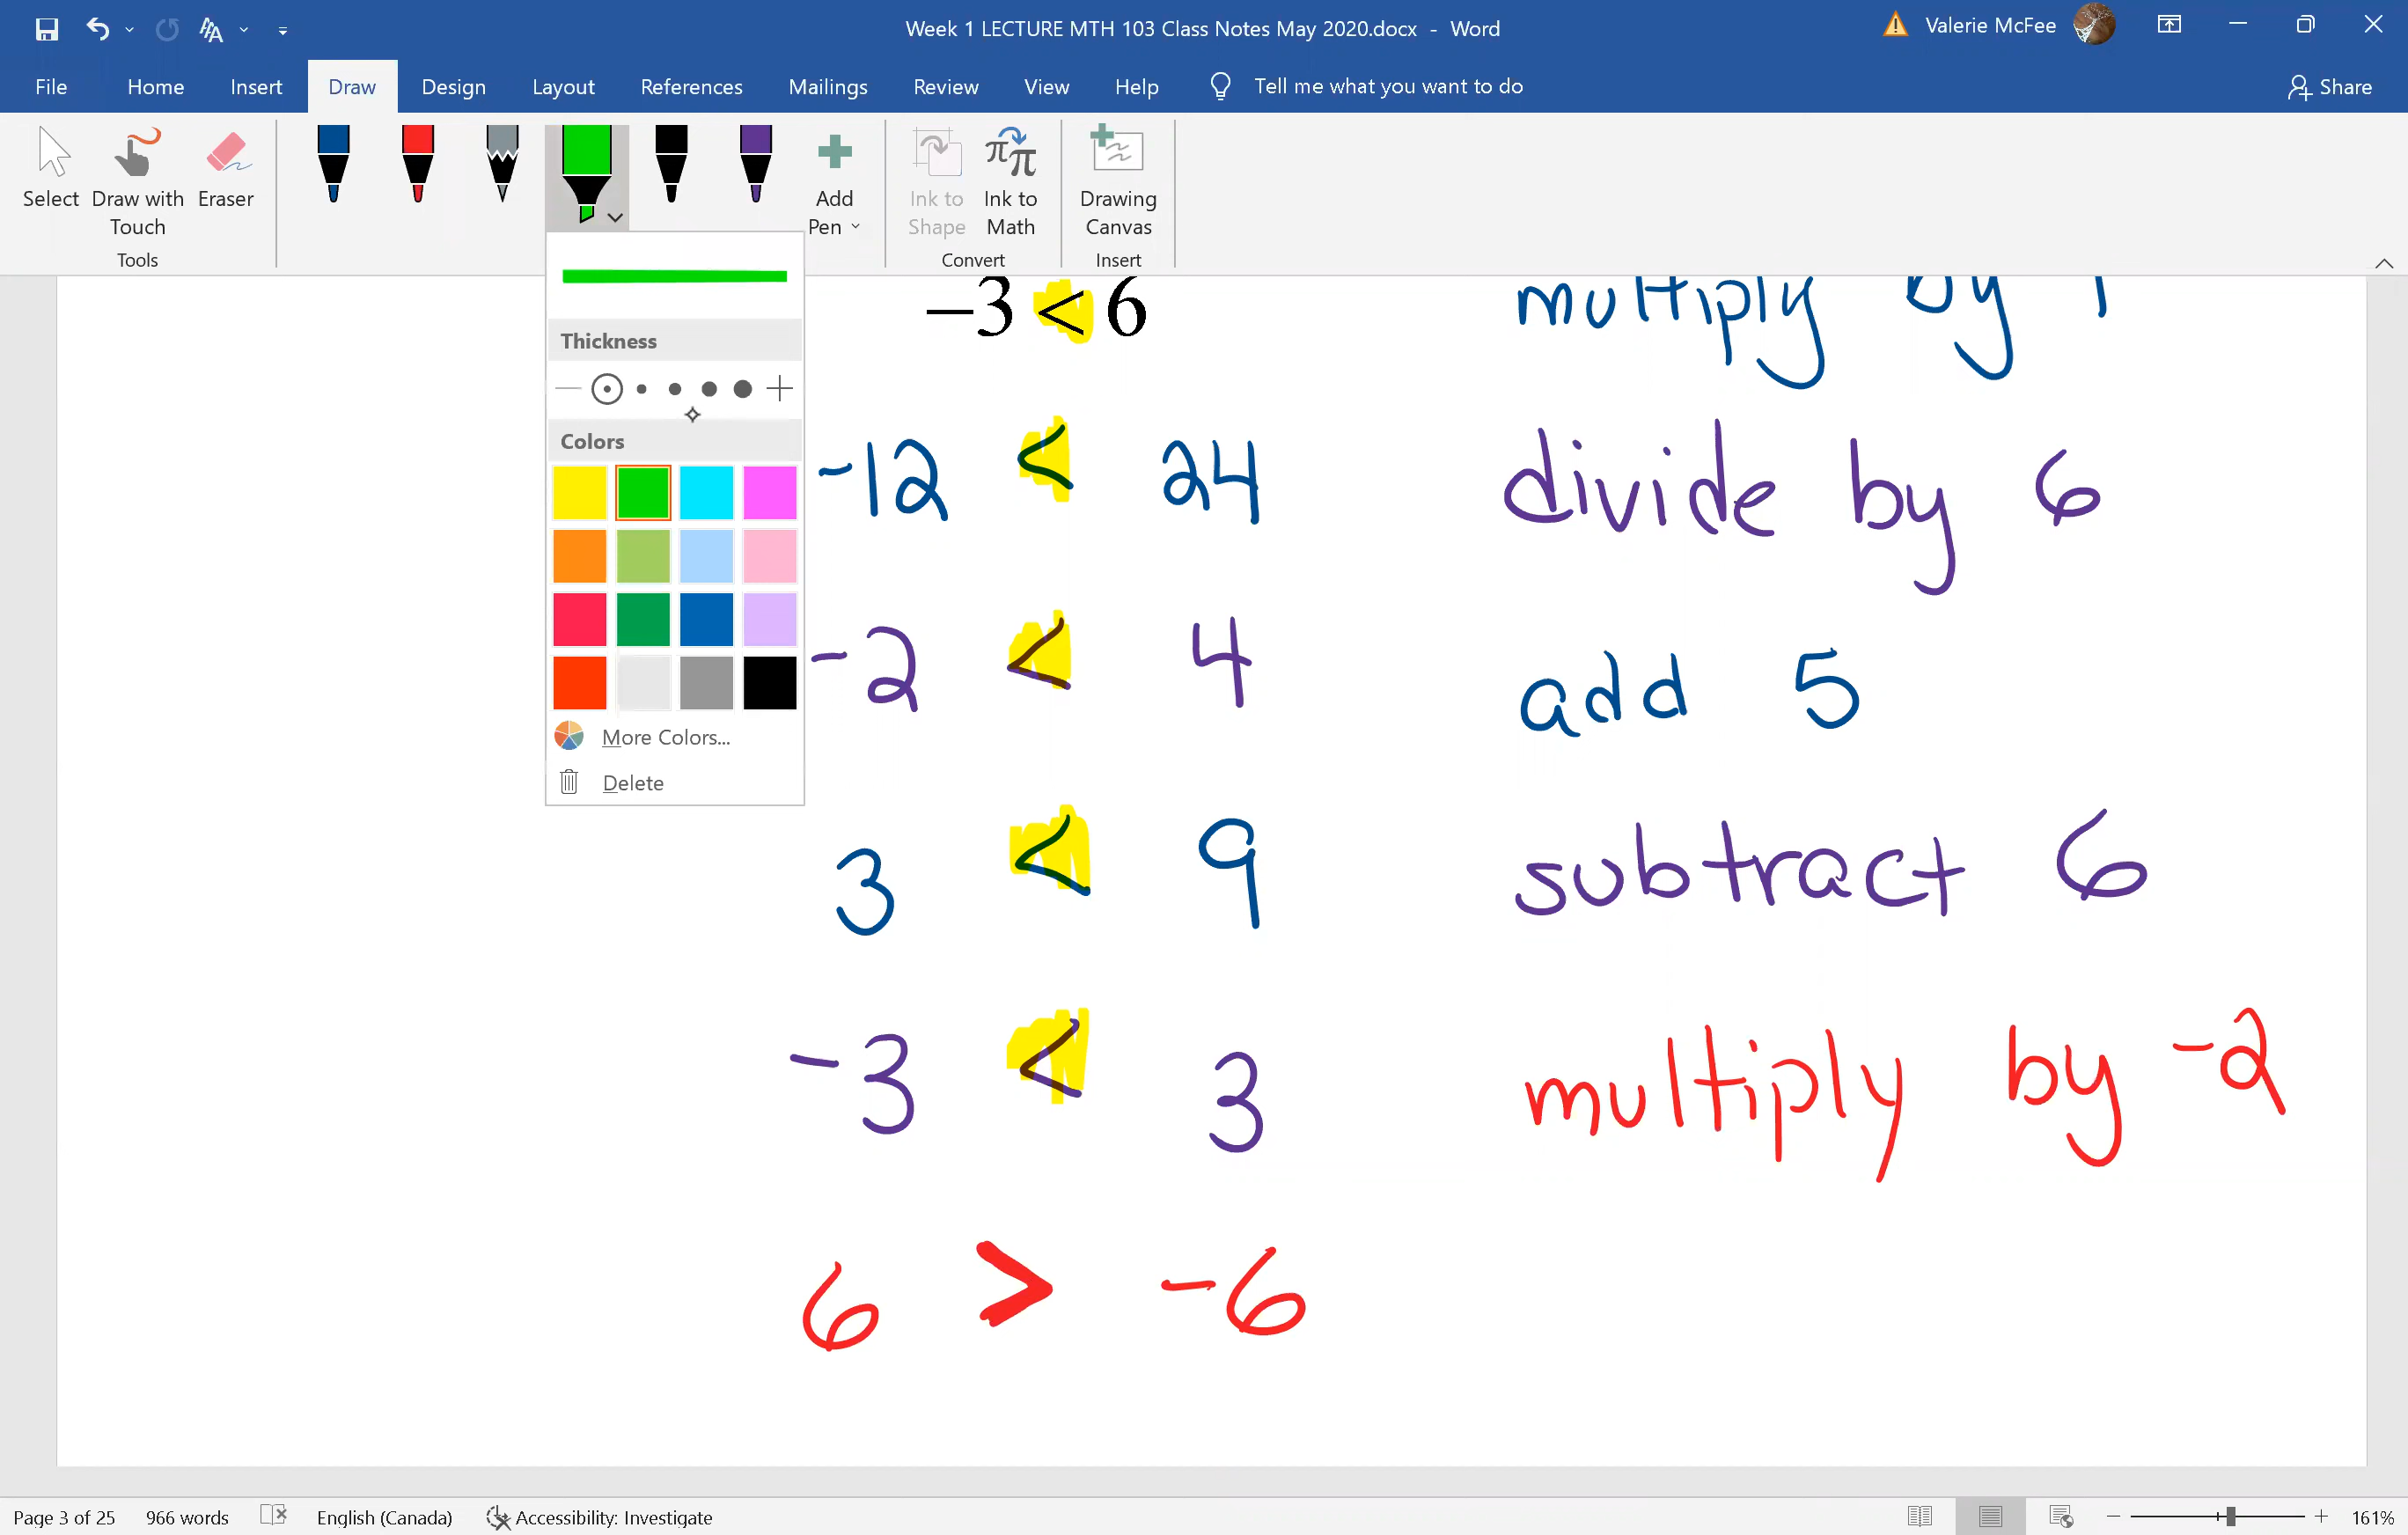 Week 1 LECTURE MTH 103 Class Notes May 2020.docx - Word
Valerie McFee
File Home Insert Draw Design Layout References Mailings Review View Help Tell me what you want to do Share
Select Draw with Touch Eraser Add Pen Ink to Shape Ink to Math Drawing Canvas
Tools Convert Insert
Thickness
Colors
More Colors...
Delete
-3 < 6 multiply by
-12 < 24 divide by 6
-2 < 4 add 5
3 < 9 subtract 6
-3 < 3 multiply by -2
6 > -6
Page 3 of 25 966 words English (Canada) Accessibility: Investigate 161%